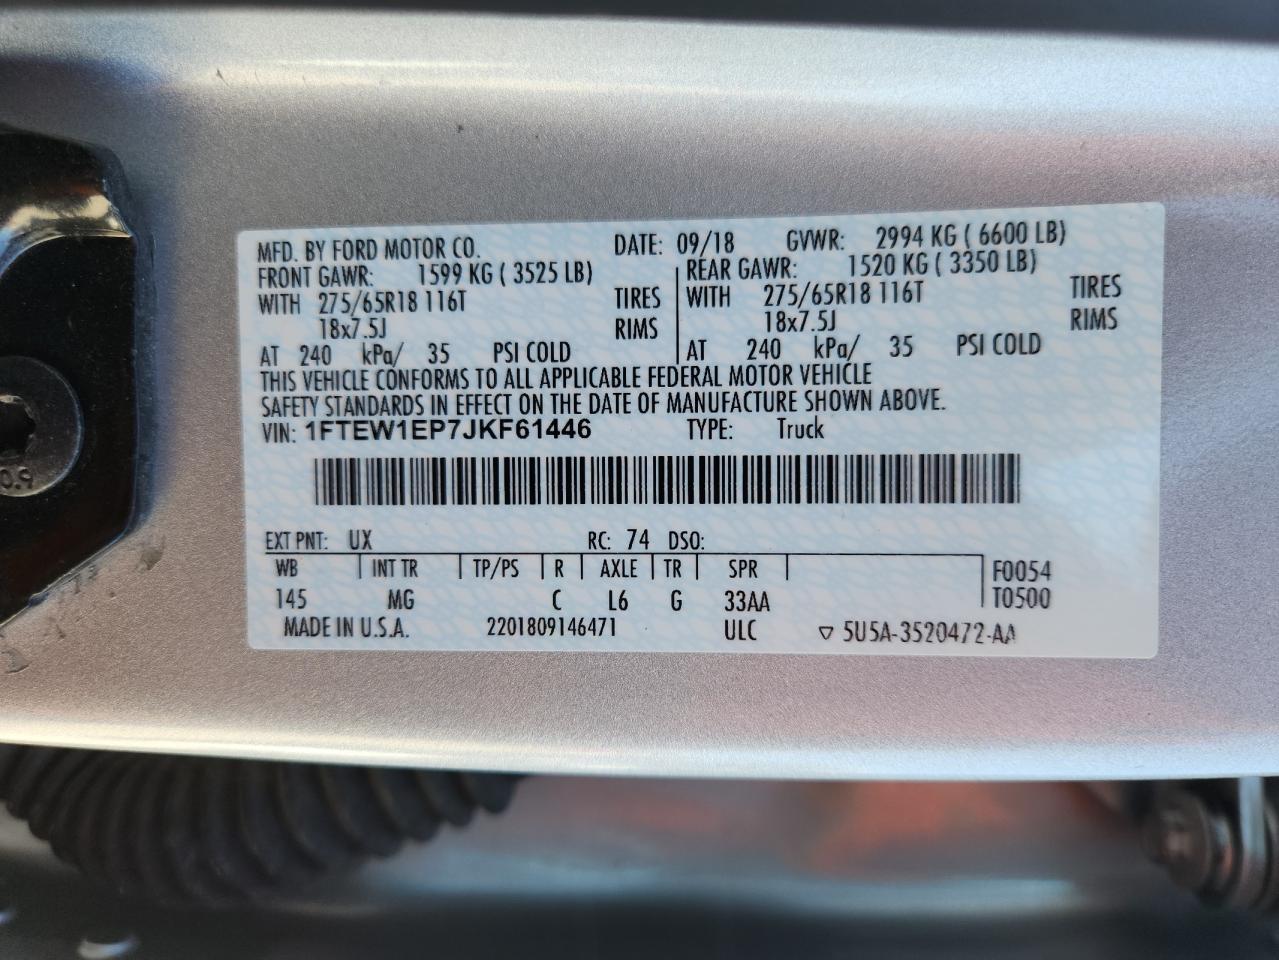 MFD. BY FORD MOTOR CO. DATE: 09/18 GVWR: 2994 KG ( 6600 LB)
FRONT GAWR: 1599 KG ( 3525 LB) REAR GAWR: 1520 KG ( 3350 LB)
WITH 275/65R18 116T TIRES WITH 275/65R18 116T TIRES
18x7.5J RIMS 18x7.5J RIMS
AT 240 kPa/ 35 PSI COLD AT 240 kPa/ 35 PSI COLD
THIS VEHICLE CONFORMS TO ALL APPLICABLE FEDERAL MOTOR VEHICLE
SAFETY STANDARDS IN EFFECT ON THE DATE OF MANUFACTURE SHOWN ABOVE.
VIN: 1FTEW1EP7JKF61446 TYPE: Truck
EXT PNT: UX RC: 74 DSO:
WB INT TR TP/PS R AXLE TR SPR F0054
145 MG C L6 G 33AA T0500
MADE IN U.S.A. 2201809146471 ULC ▽ 5U5A-3520472-AA
0.9